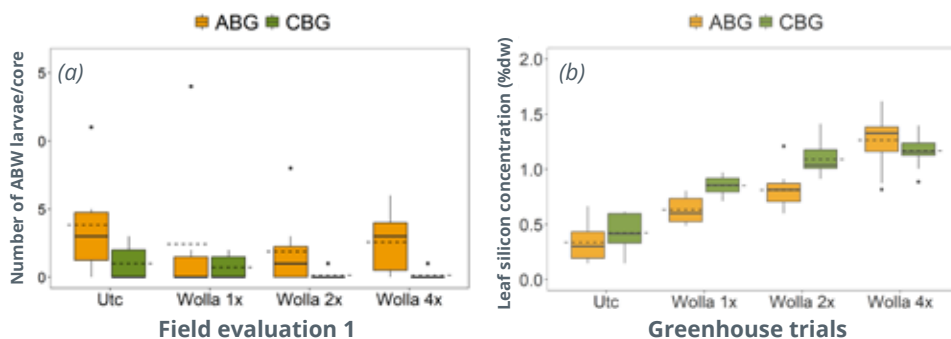 ABG CBG
Number of ABW larvae/core
(a)
5
0
5
0
Utc Wolla 1x Wolla 2x Wolla 4x
Field evaluation 1
ABG CBG
Leaf silicon concentration (%dw)
(b)
2.0
1.5
1.0
0.5
0.0
Utc Wolla 1x Wolla 2x Wolla 4x
Greenhouse trials